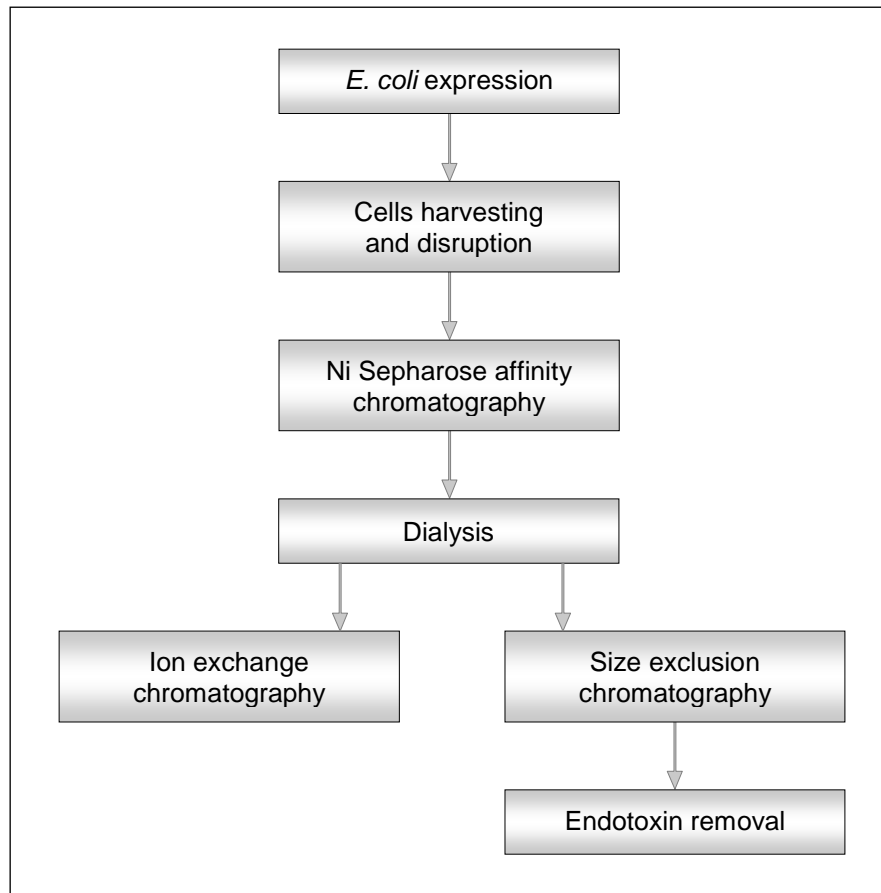 E. coli expression
Cells harvesting
and disruption
Ni Sepharose affinity
chromatography
Dialysis
Ion exchange
chromatography
Size exclusion
chromatography
Endotoxin removal